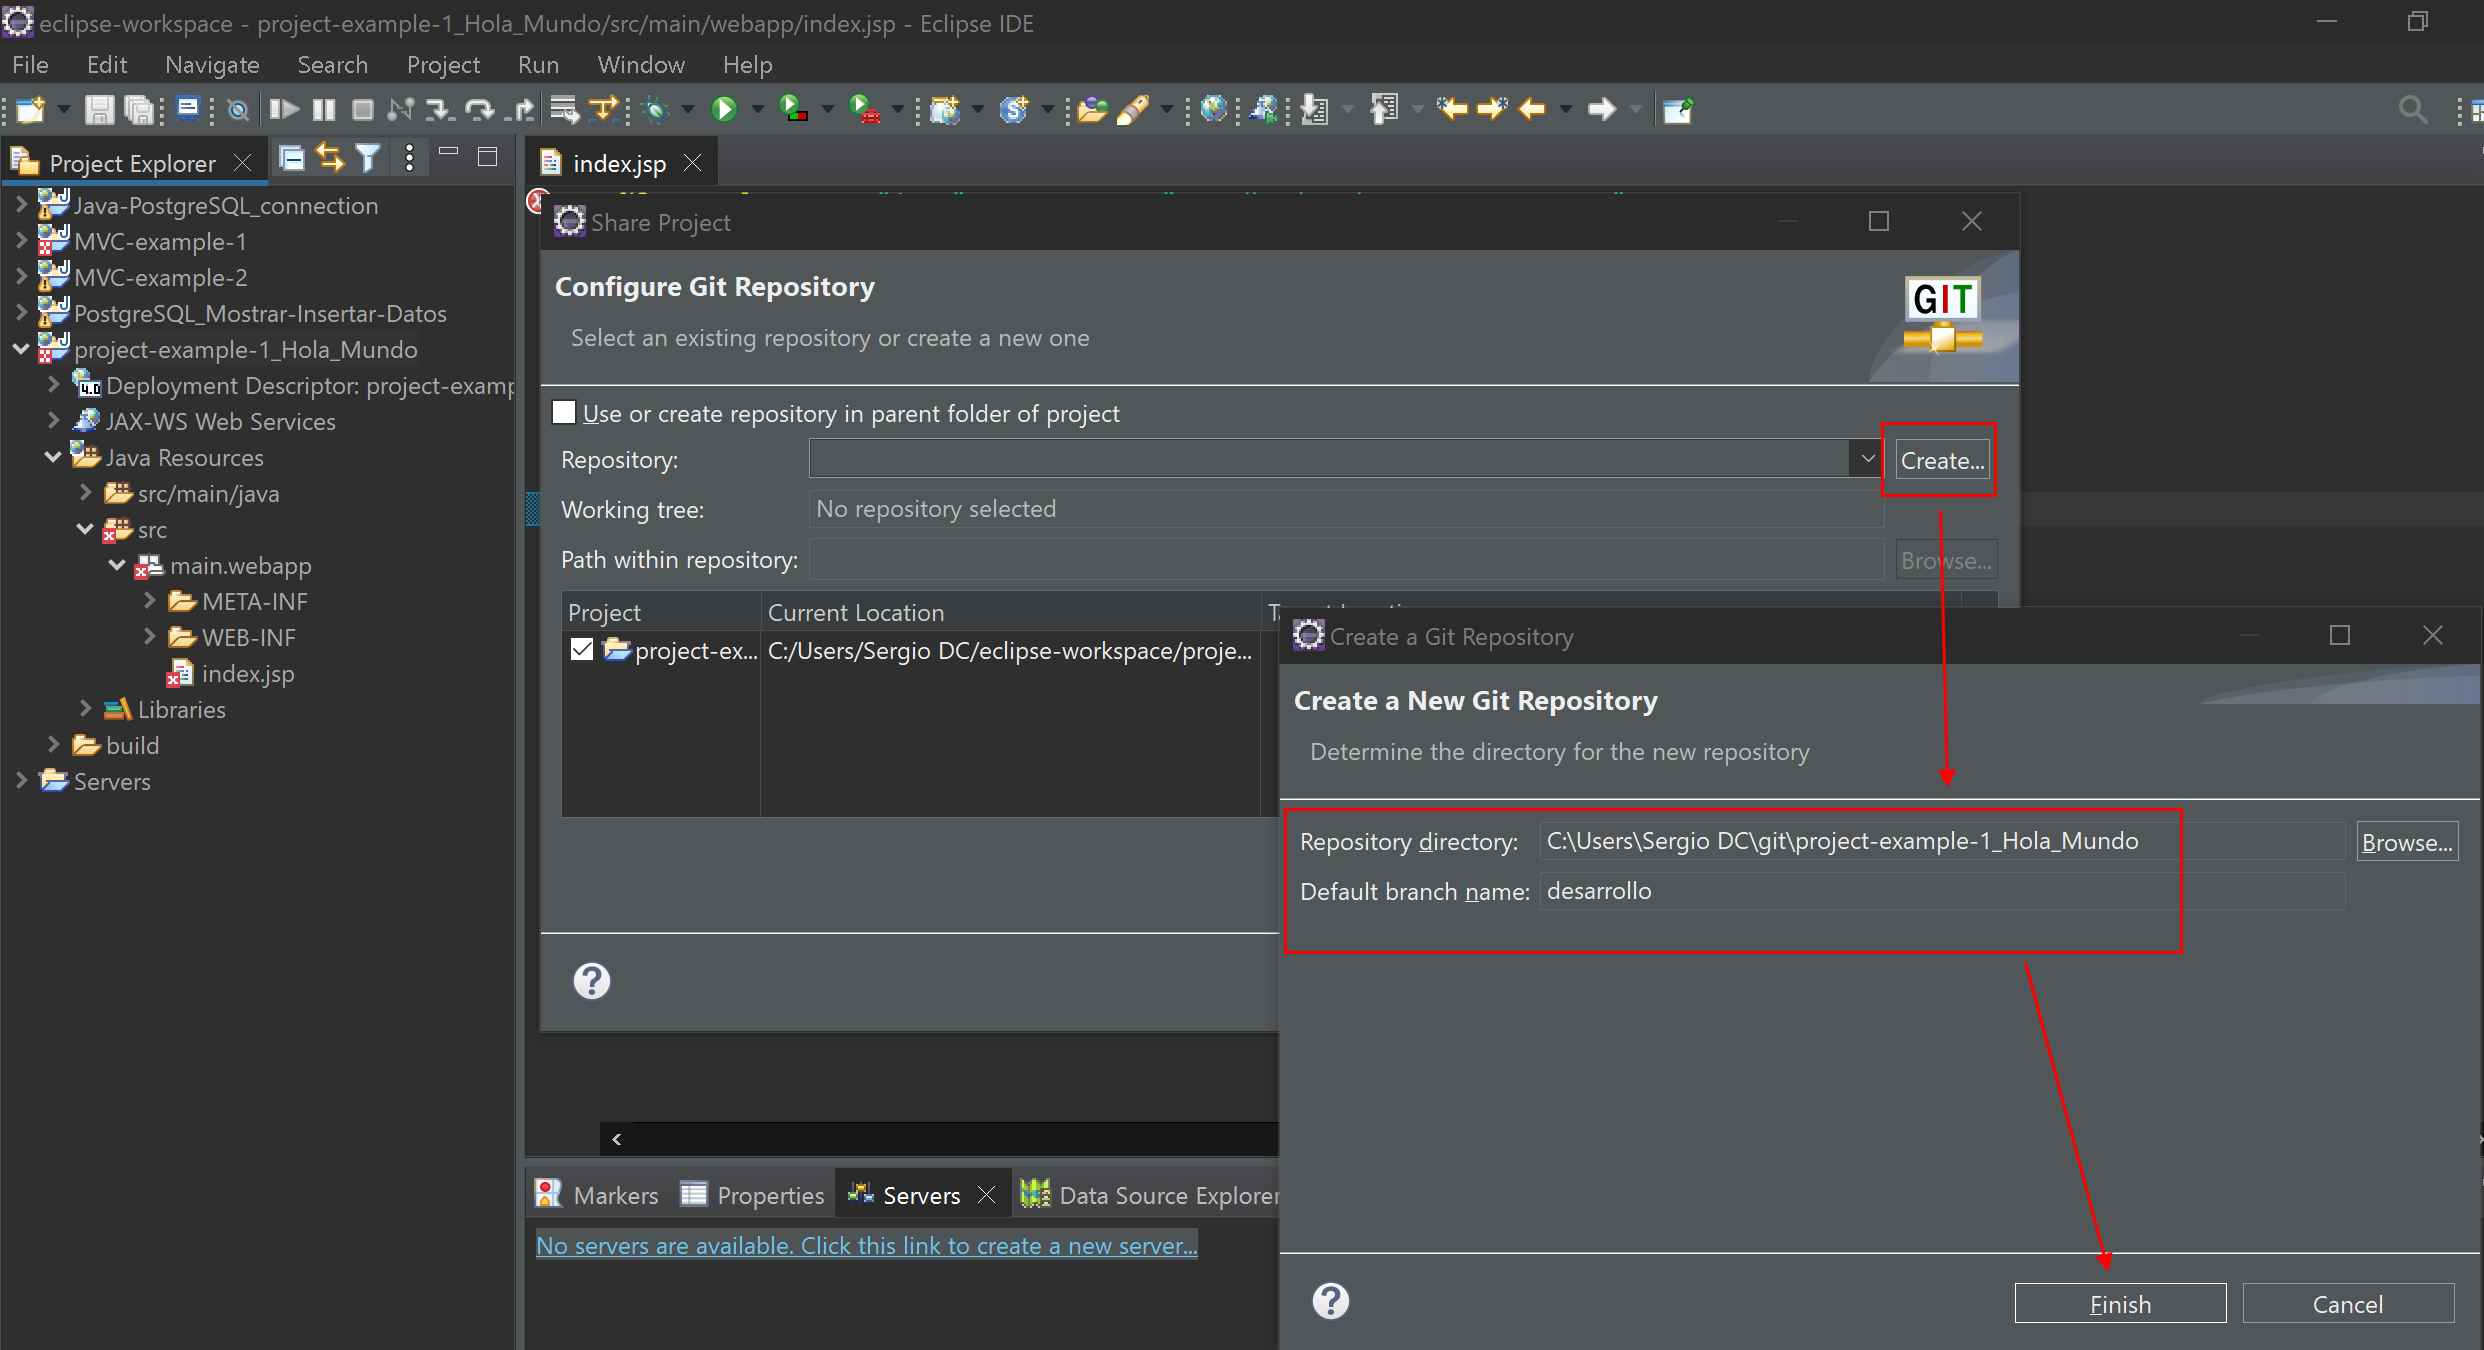 eclipse-workspace - project-example-1_Hola_Mundo/src/main/webapp/index.jsp - Eclipse IDE
File Edit Navigate Search Project Run Window Help
Project Explorer
index.jsp
Java-PostgreSQL_connection
MVC-example-1
MVC-example-2
PostgreSQL_Mostrar-Insertar-Datos
project-example-1_Hola_Mundo
Deployment Descriptor: project-examp
JAX-WS Web Services
Java Resources
src/main/java
src
main.webapp
META-INF
WEB-INF
index.jsp
Libraries
build
Servers
Share Project
Configure Git Repository
Select an existing repository or create a new one
GIT
Use or create repository in parent folder of project
Repository:
Create...
Working tree: No repository selected
Path within repository:
Browse...
Project Current Location
project-ex... C:/Users/Sergio DC/eclipse-workspace/proje...
Create a Git Repository
Create a New Git Repository
Determine the directory for the new repository
Repository directory: C:\Users\Sergio DC\git\project-example-1_Hola_Mundo
Browse...
Default branch name: desarrollo
Finish
Cancel
Markers Properties Servers Data Source Explorer
No servers are available. Click this link to create a new server...